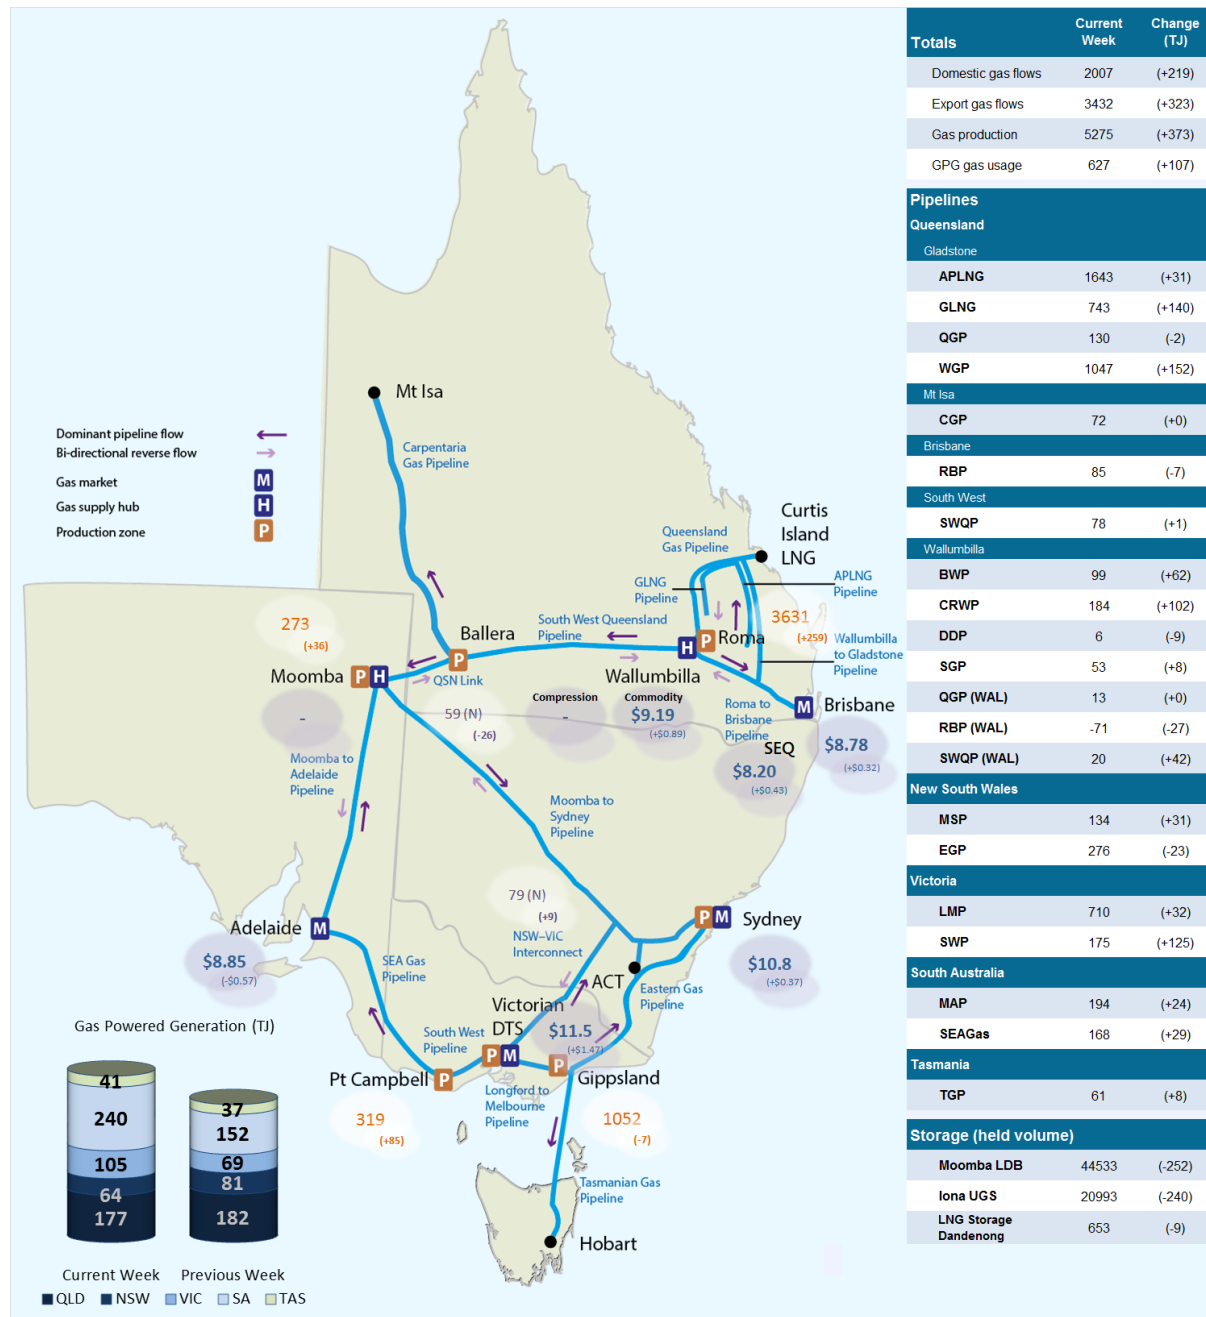 Mt Isa
Carpentaria
Gas Pipeline
Dominant pipeline flow
Bi-directional reverse flow
Gas market M
Gas supply hub H
Production zone P
Curtis
Island
LNG
Queensland
Gas Pipeline
GLNG
Pipeline
APLNG
Pipeline
3631
(+259)
Wallumbilla
to Gladstone
Pipeline
South West Queensland
Pipeline
Ballera
P
QSN Link
H P Roma
Wallumbilla
273
(+36)
Moomba P H
-
59 (N)
(-26)
Compression
-
Commodity
$9.19
(+$0.89)
Roma to
Brisbane
Pipeline
M Brisbane
$8.78
(+$0.32)
SEQ
$8.20
(+$0.43)
Moomba to
Adelaide
Pipeline
Moomba to
Sydney
Pipeline
79 (N)
(+9)
NSW–VIC
Interconnect
P M Sydney
$10.8
(+$0.37)
Adelaide M
$8.85
(-$0.57)
SEA Gas
Pipeline
ACT
Eastern Gas
Pipeline
Victorian
DTS
$11.5
(+$1.47)
South West
Pipeline
P M
P
Gippsland
1052
(-7)
Pt Campbell P
319
(+85)
Longford to
Melbourne
Pipeline
Tasmanian Gas
Pipeline
Hobart
Gas Powered Generation (TJ)
41
240
105
64
177
37
152
69
81
182
Current Week Previous Week
QLD NSW VIC SA TAS
Totals Current Week Change (TJ)
Domestic gas flows 2007 (+219)
Export gas flows 3432 (+323)
Gas production 5275 (+373)
GPG gas usage 627 (+107)
Pipelines
Queensland
Gladstone
APLNG 1643 (+31)
GLNG 743 (+140)
QGP 130 (-2)
WGP 1047 (+152)
Mt Isa
CGP 72 (+0)
Brisbane
RBP 85 (-7)
South West
SWQP 78 (+1)
Wallumbilla
BWP 99 (+62)
CRWP 184 (+102)
DDP 6 (-9)
SGP 53 (+8)
QGP (WAL) 13 (+0)
RBP (WAL) -71 (-27)
SWQP (WAL) 20 (+42)
New South Wales
MSP 134 (+31)
EGP 276 (-23)
Victoria
LMP 710 (+32)
SWP 175 (+125)
South Australia
MAP 194 (+24)
SEAGas 168 (+29)
Tasmania
TGP 61 (+8)
Storage (held volume)
Moomba LDB 44533 (-252)
Iona UGS 20993 (-240)
LNG Storage
Dandenong 653 (-9)